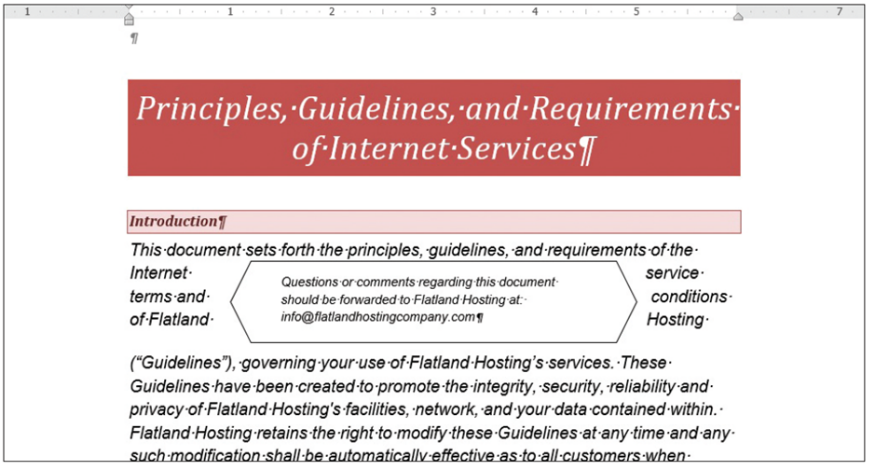 1 1 2 3 4 5 7
¶
Principles,·Guidelines,·and·Requirements·
of·Internet·Services¶
Introduction¶
This·document·sets·forth·the·principles,·guidelines,·and·requirements·of·the·
Internet· service·
terms·and· conditions·
of·Flatland· Hosting·
Questions·or·comments·regarding·this·document·
should·be·forwarded·to·Flatland·Hosting·at:·
info@flatlandhostingcompany.com¶
(“Guidelines”),·governing·your·use·of·Flatland·Hosting’s·services.·These·
Guidelines·have·been·created·to·promote·the·integrity,·security,·reliability·and·
privacy·of·Flatland·Hosting's·facilities,·network,·and·your·data·contained·within.·
Flatland·Hosting·retains·the·right·to·modify·these·Guidelines·at·any·time·and·any·
such·modification·shall·be·automatically·effective·as·to·all·customers·when·